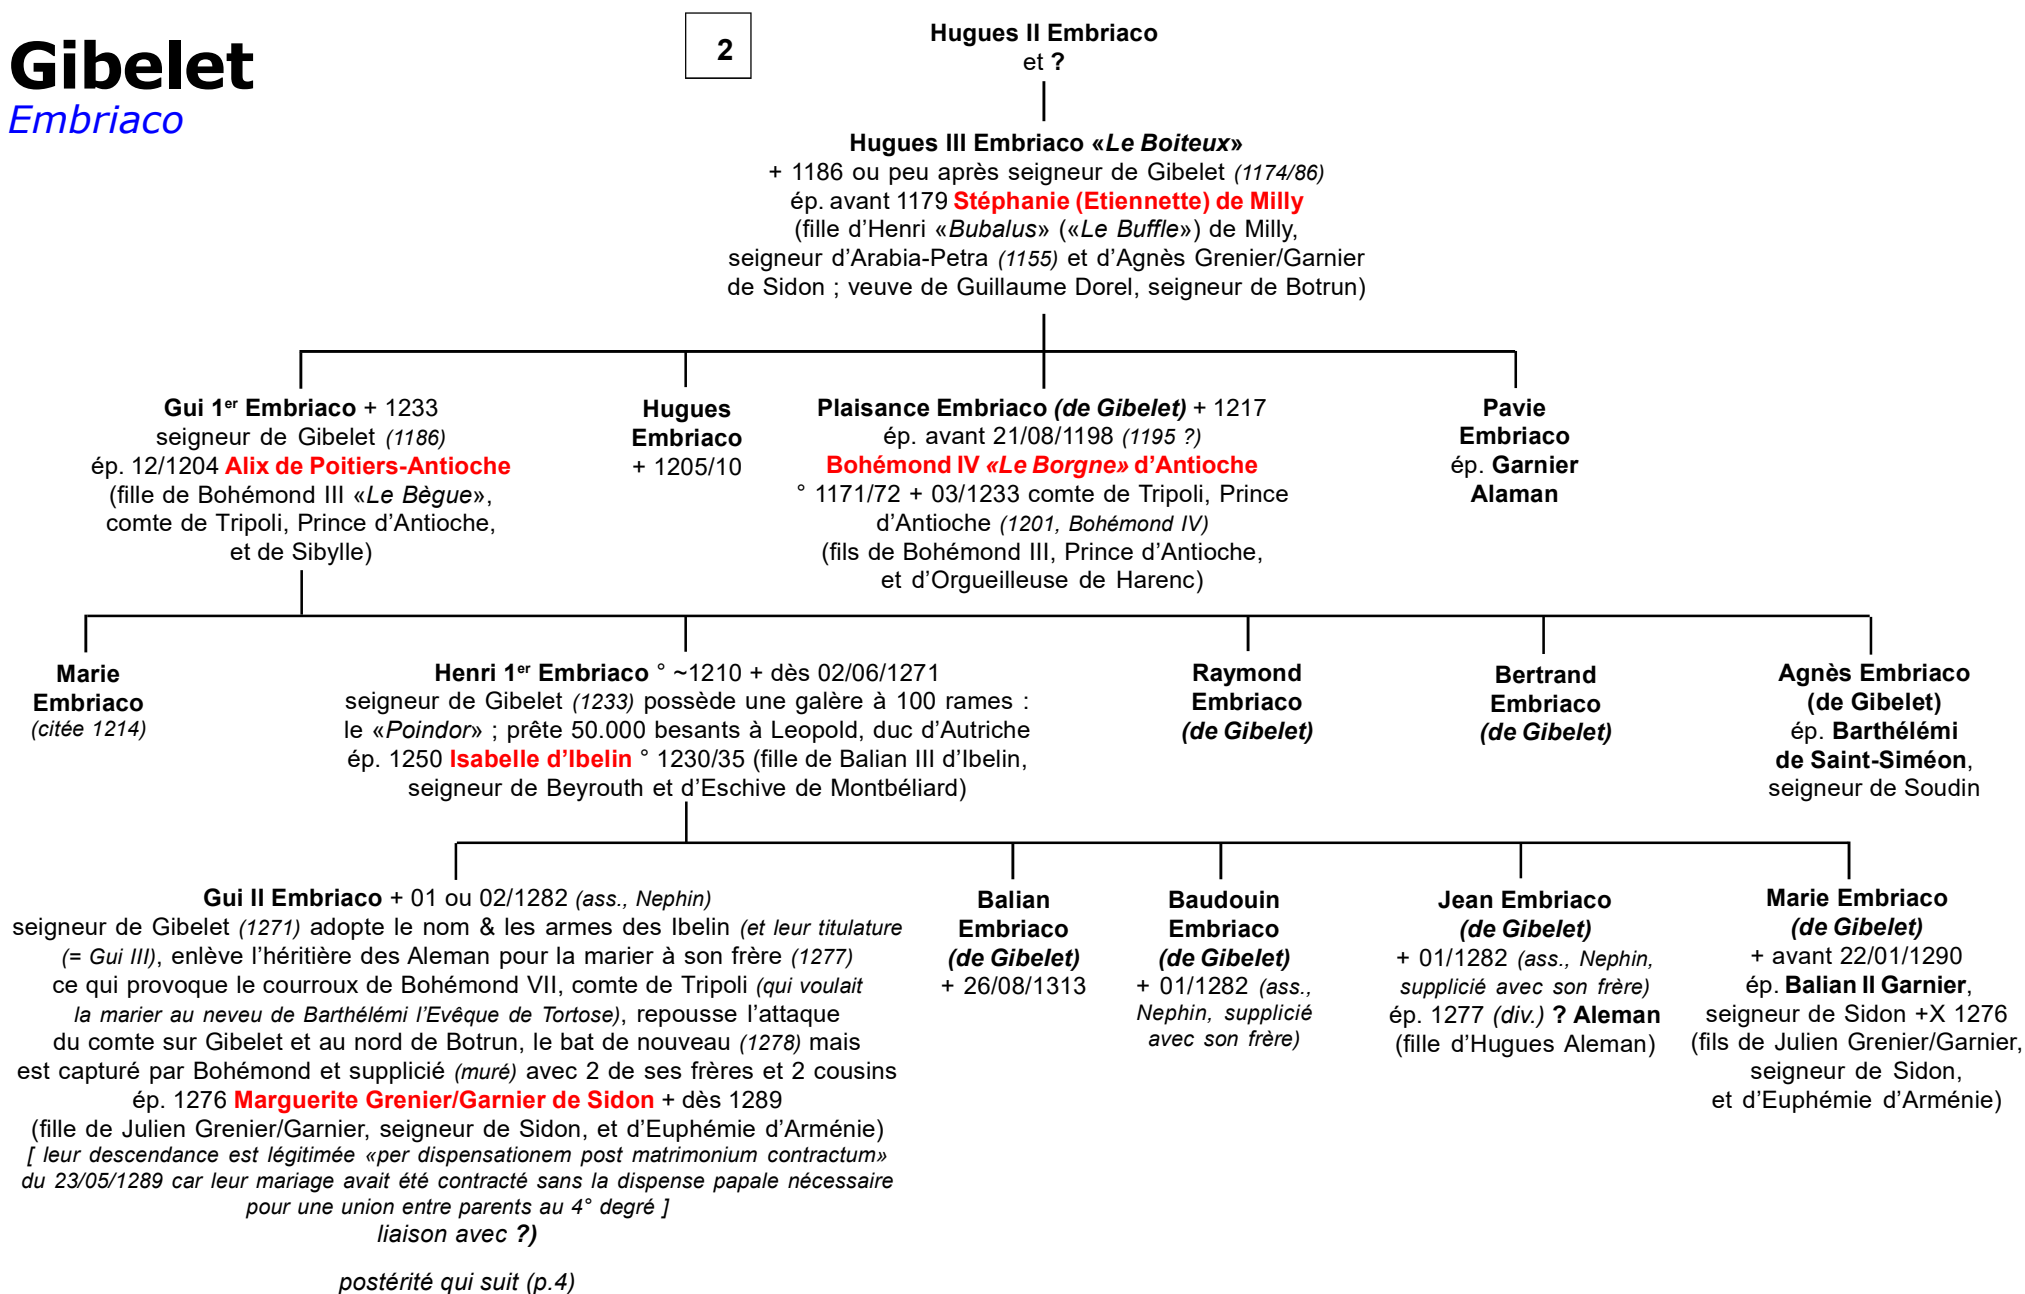 Gibelet
Embriaco
2
Hugues II Embriaco
et ?
Hugues III Embriaco «Le Boiteux»
+ 1186 ou peu après seigneur de Gibelet (1174/86)
ép. avant 1179 Stéphanie (Etiennette) de Milly
(fille d'Henri «Bubalus» («Le Buffle») de Milly,
seigneur d'Arabia-Petra (1155) et d'Agnès Grenier/Garnier
de Sidon ; veuve de Guillaume Dorel, seigneur de Botrun)
Gui 1er Embriaco + 1233
seigneur de Gibelet (1186)
ép. 12/1204 Alix de Poitiers-Antioche
(fille de Bohémond III «Le Bègue»,
comte de Tripoli, Prince d'Antioche,
et de Sibylle)
Hugues
Embriaco
+ 1205/10
Plaisance Embriaco (de Gibelet) + 1217
ép. avant 21/08/1198 (1195 ?)
Bohémond IV «Le Borgne» d'Antioche
° 1171/72 + 03/1233 comte de Tripoli, Prince
d'Antioche (1201, Bohémond IV)
(fils de Bohémond III, Prince d'Antioche,
et d'Orgueilleuse de Harenc)
Pavie
Embriaco
ép. Garnier
Alaman
Marie
Embriaco
(citée 1214)
Henri 1er Embriaco ° ~1210 + dès 02/06/1271
seigneur de Gibelet (1233) possède une galère à 100 rames :
le «Poindor» ; prête 50.000 besants à Leopold, duc d'Autriche
ép. 1250 Isabelle d'Ibelin ° 1230/35 (fille de Balian III d'Ibelin,
seigneur de Beyrouth et d'Eschive de Montbéliard)
Raymond
Embriaco
(de Gibelet)
Bertrand
Embriaco
(de Gibelet)
Agnès Embriaco
(de Gibelet)
ép. Barthélémi
de Saint-Siméon,
seigneur de Soudin
Gui II Embriaco + 01 ou 02/1282 (ass., Nephin)
seigneur de Gibelet (1271) adopte le nom & les armes des Ibelin (et leur titulature
(= Gui III), enlève l'héritière des Aleman pour la marier à son frère (1277)
ce qui provoque le courroux de Bohémond VII, comte de Tripoli (qui voulait
la marier au neveu de Barthélémi l'Evêque de Tortose), repousse l'attaque
du comte sur Gibelet et au nord de Botrun, le bat de nouveau (1278) mais
est capturé par Bohémond et supplicié (muré) avec 2 de ses frères et 2 cousins
ép. 1276 Marguerite Grenier/Garnier de Sidon + dès 1289
(fille de Julien Grenier/Garnier, seigneur de Sidon, et d'Euphémie d'Arménie)
[ leur descendance est légitimée «per dispensationem post matrimonium contractum»
du 23/05/1289 car leur mariage avait été contracté sans la dispense papale nécessaire
pour une union entre parents au 4° degré ]
liaison avec ?)
postérité qui suit (p.4)
Balian
Embriaco
(de Gibelet)
+ 26/08/1313
Baudouin
Embriaco
(de Gibelet)
+ 01/1282 (ass.,
Nephin, supplicié
avec son frère)
Jean Embriaco
(de Gibelet)
+ 01/1282 (ass., Nephin,
supplicié avec son frère)
ép. 1277 (div.) ? Aleman
(fille d'Hugues Aleman)
Marie Embriaco
(de Gibelet)
+ avant 22/01/1290
ép. Balian II Garnier,
seigneur de Sidon +X 1276
(fils de Julien Grenier/Garnier,
seigneur de Sidon,
et d'Euphémie d'Arménie)